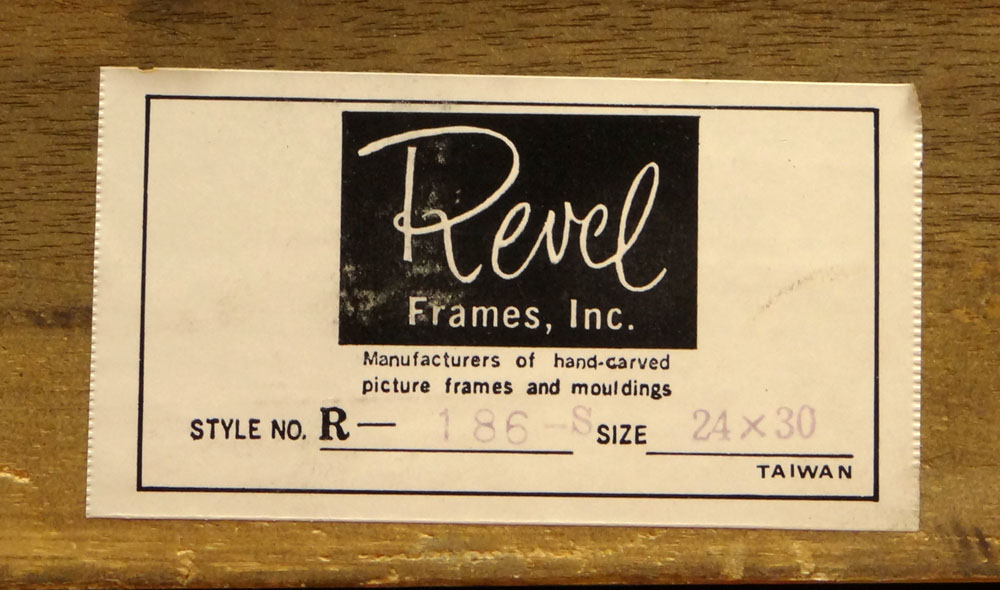 Revel
Frames, Inc.
Manufacturers of hand-carved
picture frames and mouldings
STYLE NO. R— 186-S SIZE 24×30
TAIWAN